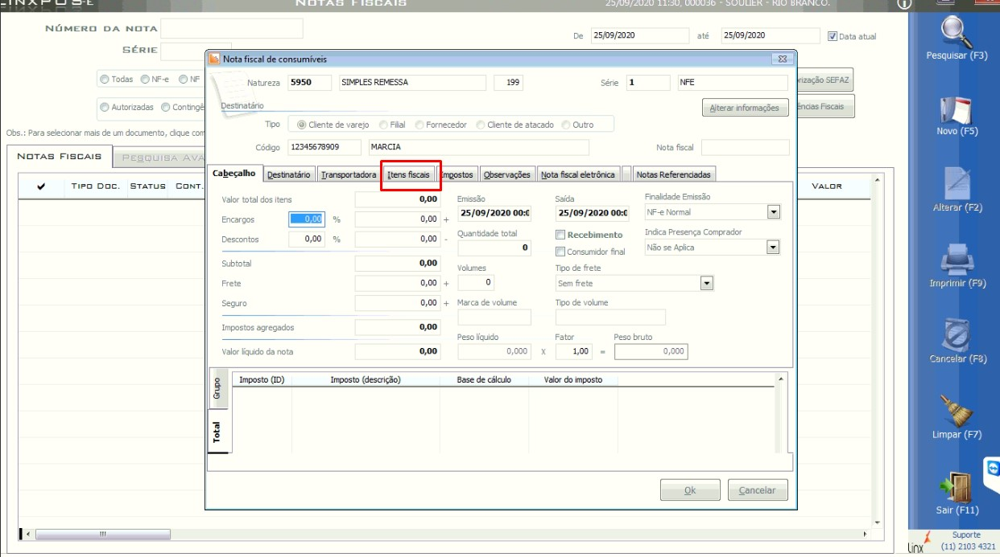 LINXPOS-E
NOTAS FISCAIS
25/09/2020 11:30, 000036 - SOULIER - RIO BRANCO.
NÚMERO DA NOTA
SÉRIE
De 25/09/2020 até 25/09/2020 Data atual
Todas NF-e NF
Autorizadas Contingê
rização SEFAZ
ências Fiscais
Obs.: Para selecionar mais de um documento, clique com
NOTAS FISCAIS PESQUISA AVA
TIPO DOC. STATUS CONT. VALOR
Nota fiscal de consumíveis
Natureza 5950 SIMPLES REMESSA 199 Série 1 NFE
Destinatário
Alterar informações
Tipo Cliente de varejo Filial Fornecedor Cliente de atacado Outro
Código 12345678909 MARCIA Nota fiscal
Cabeçalho Destinatário Transportadora Itens fiscais Impostos Observações Nota fiscal eletrônica Notas Referenciadas
Valor total dos itens 0,00
Encargos 0,00 % 0,00 +
Descontos 0,00 % 0,00 -
Subtotal 0,00
Frete 0,00 +
Seguro 0,00 +
Impostos agregados 0,00
Valor líquido da nota 0,00
Emissão
25/09/2020 00:0
Quantidade total
0
Volumes
0
Marca de volume
Peso líquido
0,000 X
Saída
25/09/2020 00:0
Recebimento
Consumidor final
Tipo de frete
Sem frete
Tipo de volume
Fator
1,00 =
Peso bruto
0,000
Finalidade Emissão
NF-e Normal
Indica Presença Comprador
Não se Aplica
Grupo
Total
Imposto (ID) Imposto (descrição) Base de cálculo Valor do imposto
Ok Cancelar
Pesquisar (F3)
Novo (F5)
Alterar (F2)
Imprimir (F9)
Cancelar (F8)
Limpar (F7)
Sair (F11)
Linx
Suporte
(11) 2103 4321